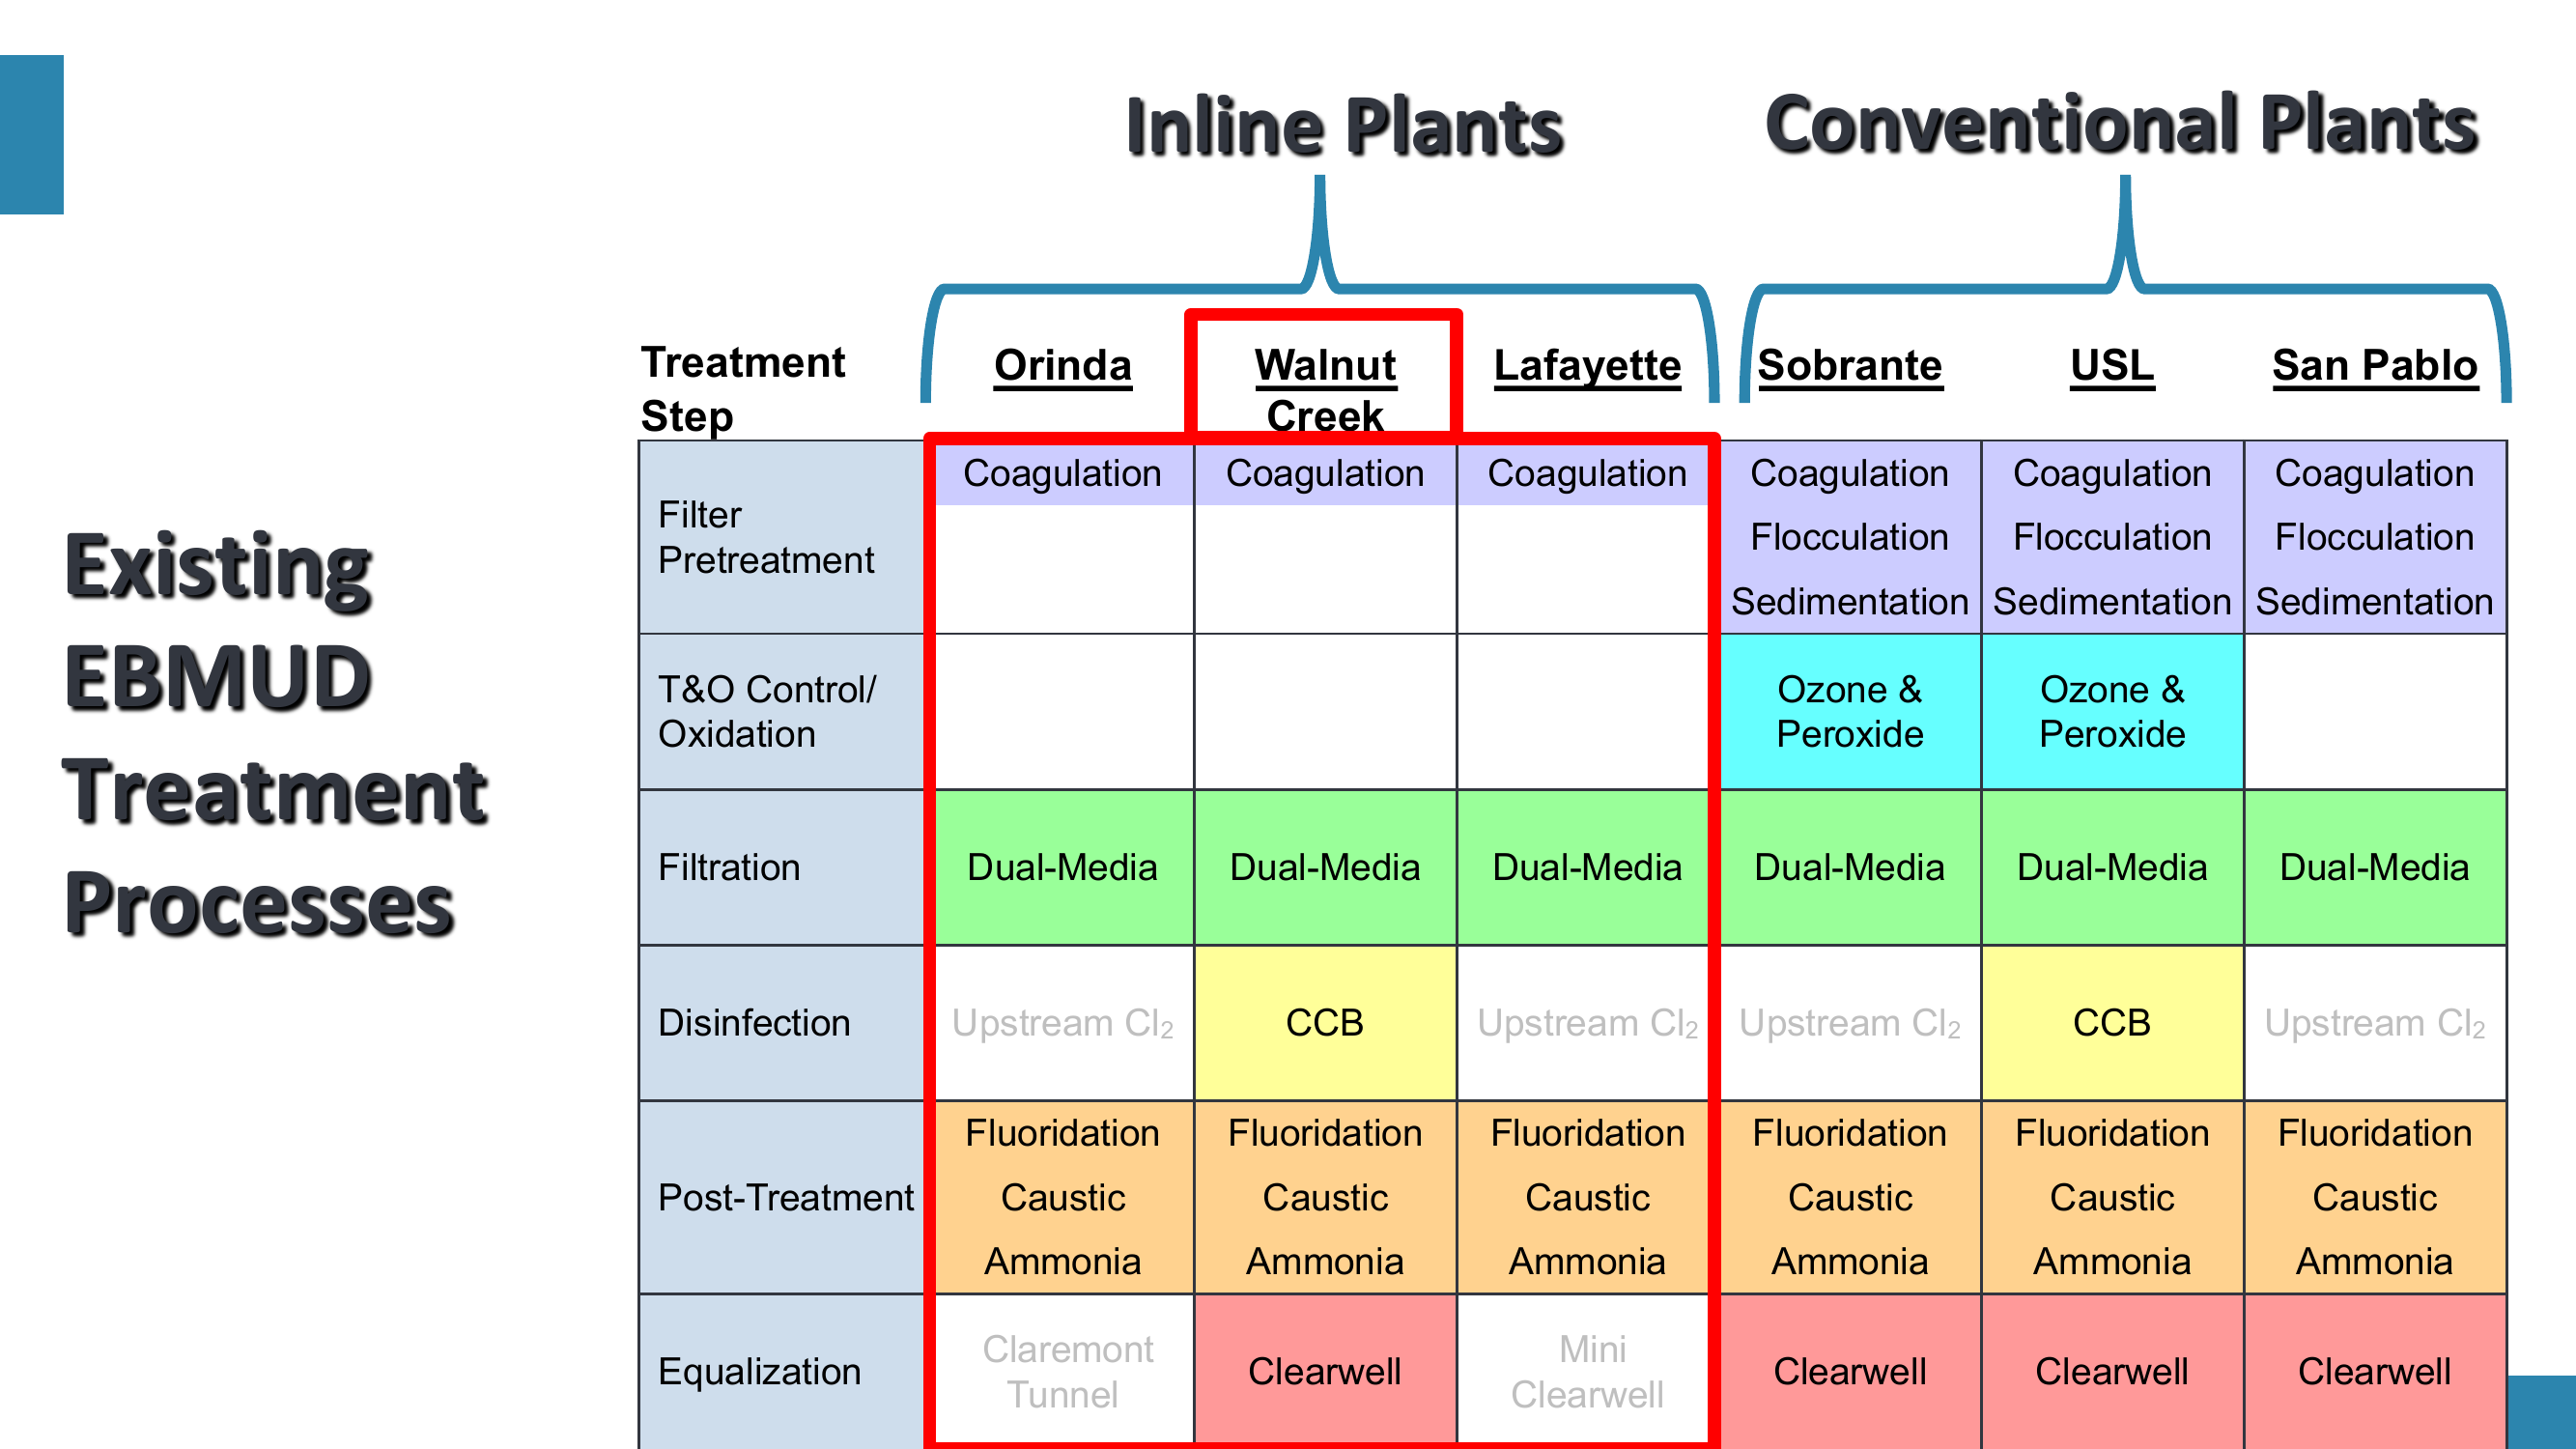 Inline Plants
Conventional Plants
Existing
EBMUD
Treatment
Processes
Treatment
Step
Orinda
Walnut
Creek
Lafayette
Sobrante
USL
San Pablo
Filter
Pretreatment
Coagulation
Coagulation
Coagulation
Coagulation
Flocculation
Sedimentation
Coagulation
Flocculation
Sedimentation
Coagulation
Flocculation
Sedimentation
T&O Control/
Oxidation
Ozone &
Peroxide
Ozone &
Peroxide
Filtration
Dual-Media
Dual-Media
Dual-Media
Dual-Media
Dual-Media
Dual-Media
Disinfection
Upstream Cl₂
CCB
Upstream Cl₂
Upstream Cl₂
CCB
Upstream Cl₂
Post-Treatment
Fluoridation
Caustic
Ammonia
Fluoridation
Caustic
Ammonia
Fluoridation
Caustic
Ammonia
Fluoridation
Caustic
Ammonia
Fluoridation
Caustic
Ammonia
Fluoridation
Caustic
Ammonia
Equalization
Claremont
Tunnel
Clearwell
Mini
Clearwell
Clearwell
Clearwell
Clearwell